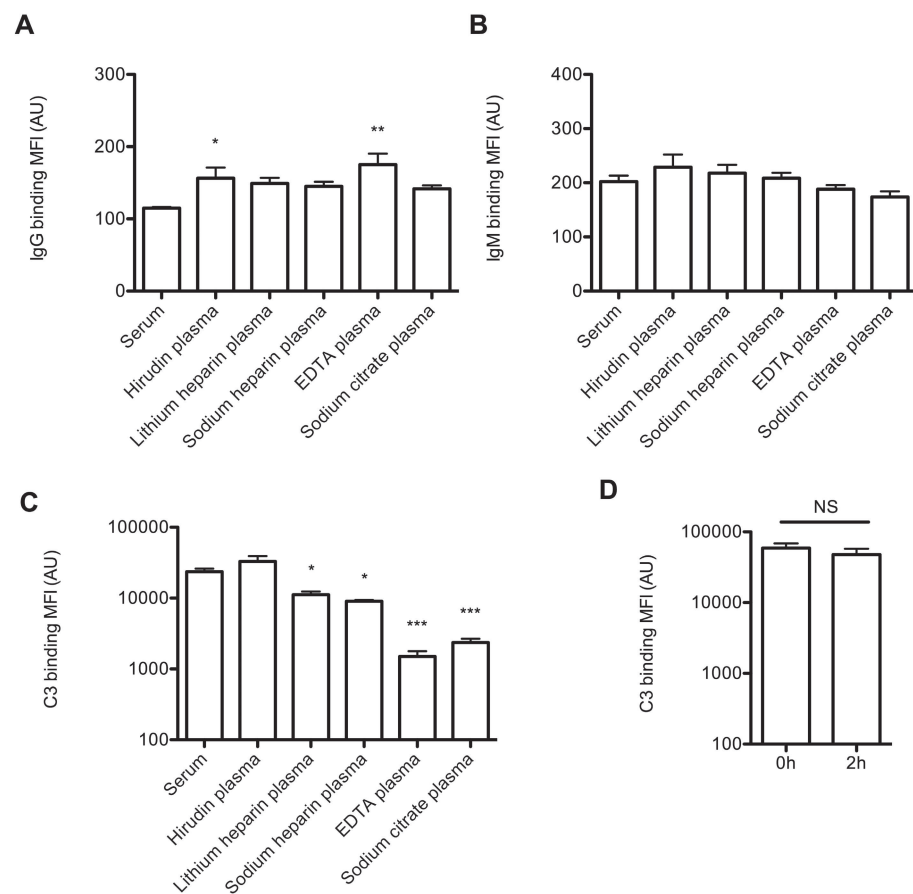 A
IgG binding MFI (AU)
300
200
100
0
*
**
Serum
Hirudin plasma
Lithium heparin plasma
Sodium heparin plasma
EDTA plasma
Sodium citrate plasma
B
IgM binding MFI (AU)
400
300
200
100
0
Serum
Hirudin plasma
Lithium heparin plasma
Sodium heparin plasma
EDTA plasma
Sodium citrate plasma
C
C3 binding MFI (AU)
100000
10000
1000
100
*
*
***
***
Serum
Hirudin plasma
Lithium heparin plasma
Sodium heparin plasma
EDTA plasma
Sodium citrate plasma
D
C3 binding MFI (AU)
NS
100000
10000
1000
100
0h
2h